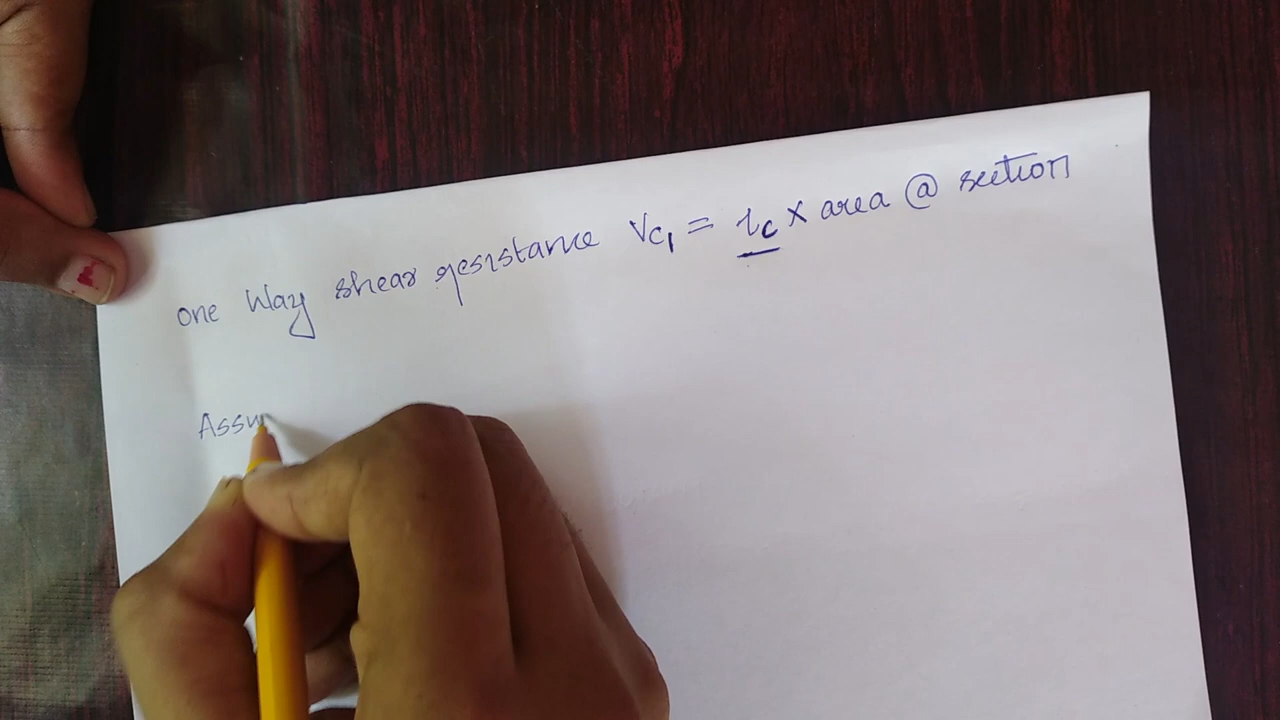 one Way shear resistance Vc₁ = τc × area @ section
Assu